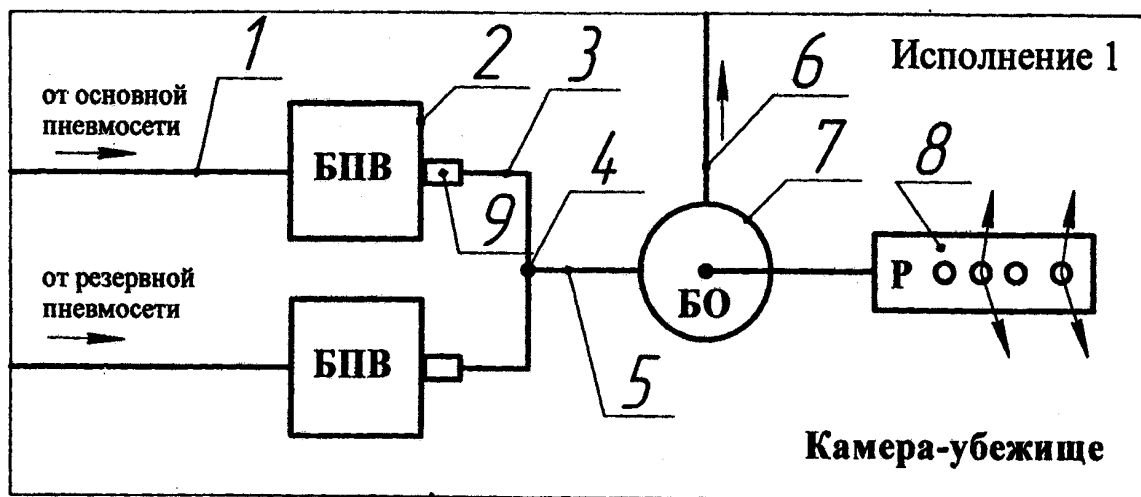 Исполнение 1
1
2
3
4
6
7
8
от основной
пневмосети
БПВ
9
от резервной
пневмосети
БПВ
5
БО
Р
Камера-убежище